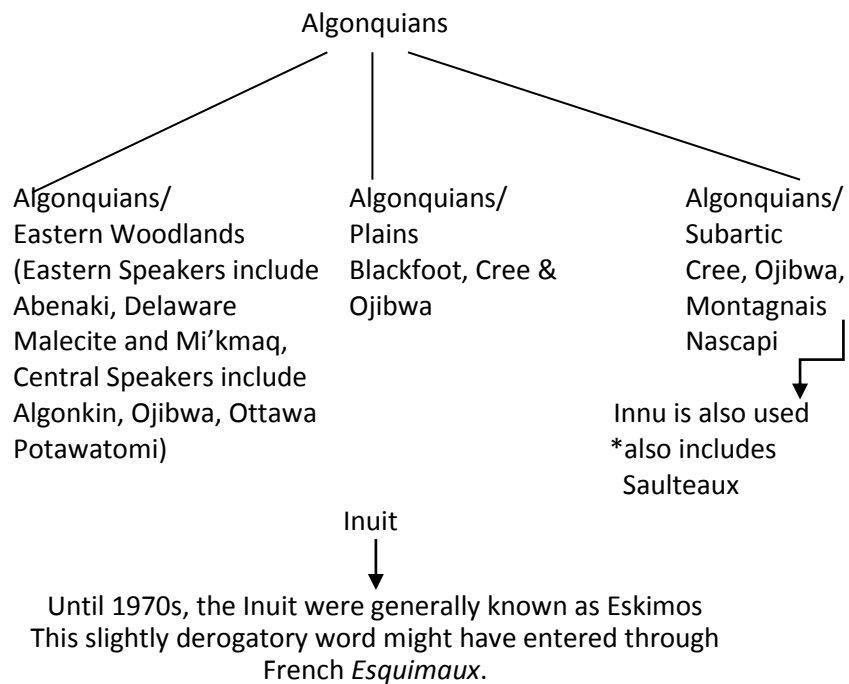 Algonquians
Algonquians/
Eastern Woodlands
(Eastern Speakers include
Abenaki, Delaware
Malecite and Mi’kmaq,
Central Speakers include
Algonkin, Ojibwa, Ottawa
Potawatomi)
Algonquians/
Plains
Blackfoot, Cree &
Ojibwa
Algonquians/
Subartic
Cree, Ojibwa,
Montagnais
Nascapi
Innu is also used
*also includes
Saulteaux
Inuit
Until 1970s, the Inuit were generally known as Eskimos
This slightly derogatory word might have entered through
French Esquimaux.